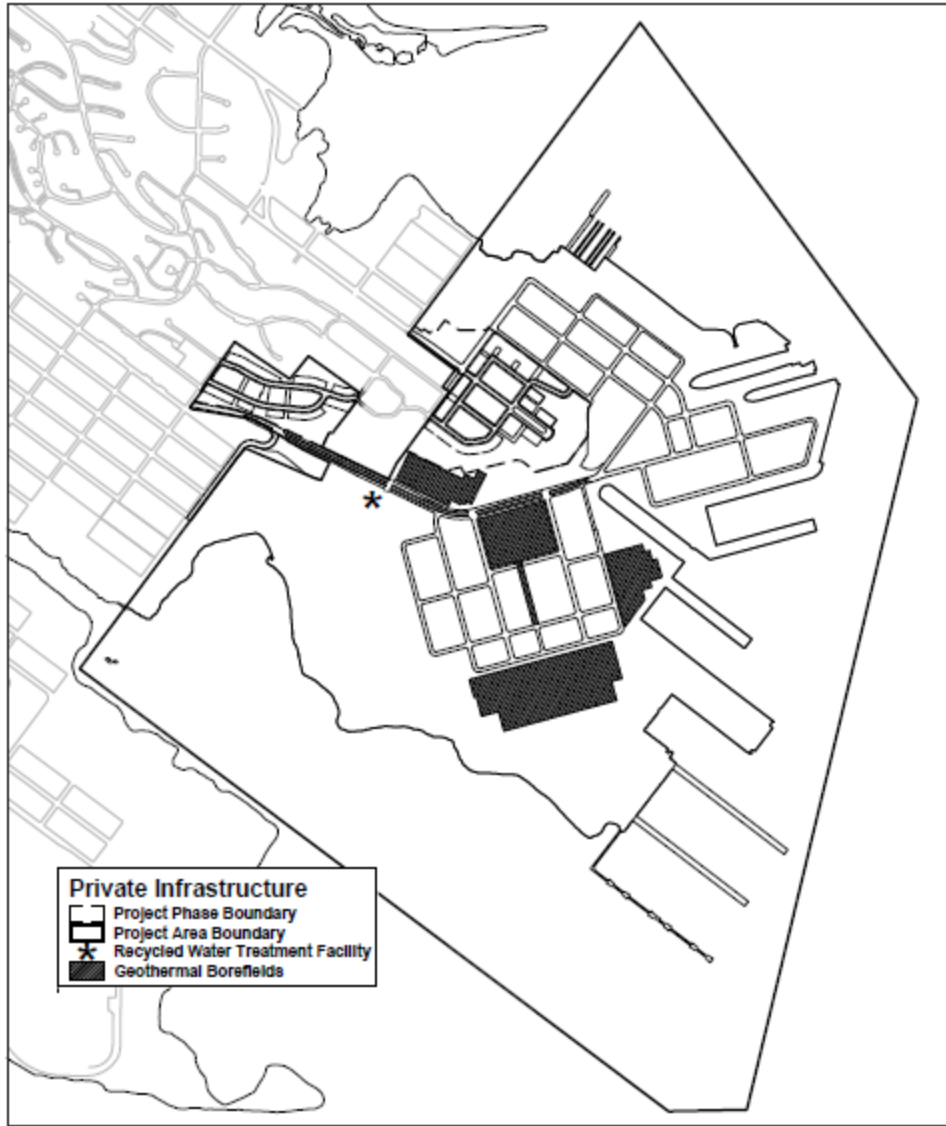 Private Infrastructure
Project Phase Boundary
Project Area Boundary
Recycled Water Treatment Facility
Geothermal Borefields